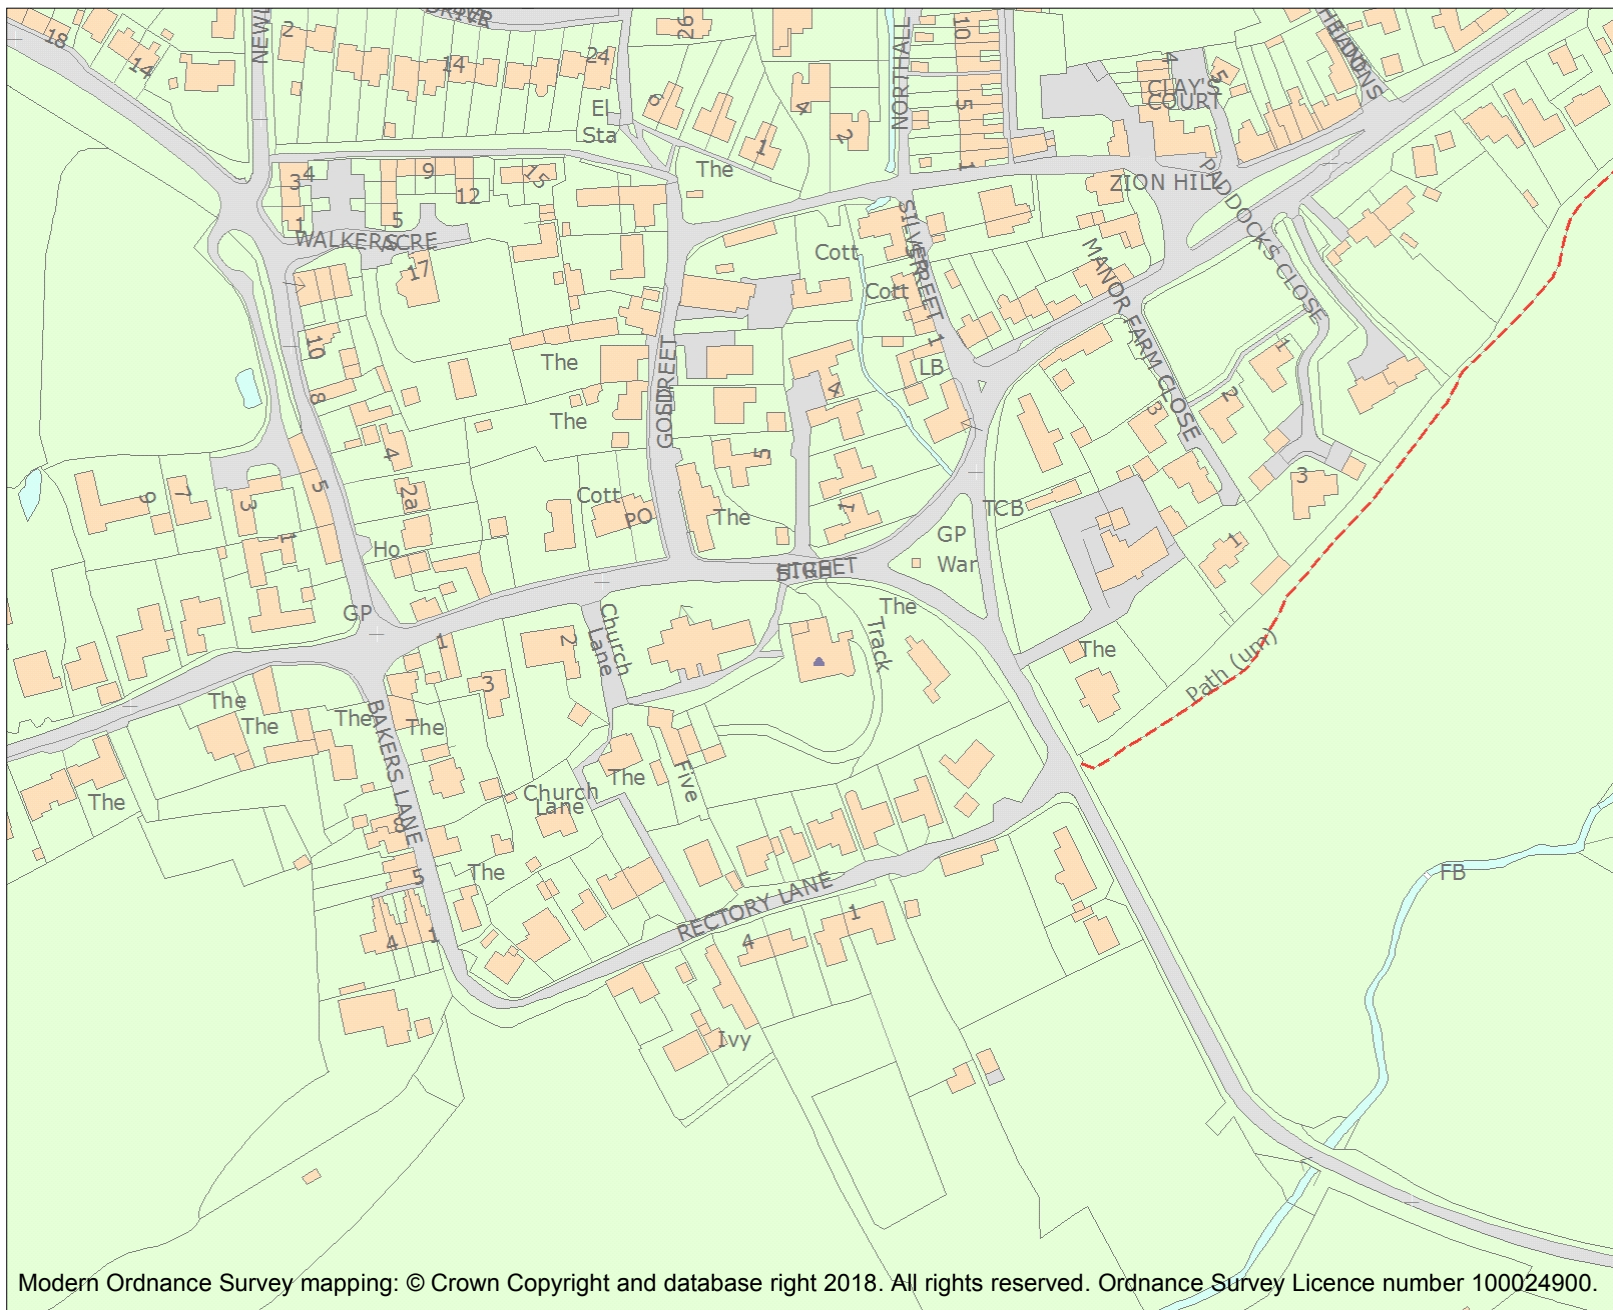 18
14
NEWL
2
14
24
26
El
Sta
6
The
1
4
2
NORTHALL
10
5
1
4
CLAY'S
COURT
5
ZION HILL
PADDOCKS CLOSE
3
4
1
9
12
15
5
WALKERS
ACRE
17
Cott
SILVER
STREET
Cott
1
LB
MANOR FARM CLOSE
3
2
1
3
1
10
8
4
2a
5
Ho
GP
The
The
GOLD
STREET
Cott
PO
The
5
4
1
HIGH
STREET
TCB
GP
War
The
Track
The
Path (um)
9
7
3
1
1
3
2
Church
Lane
The
The
The
The
The
BAKERS LANE
8
5
4
1
The
Church
Lane
The
Five
RECTORY LANE
4
1
Ivy
FB
Modern Ordnance Survey mapping: © Crown Copyright and database right 2018. All rights reserved. Ordnance Survey Licence number 100024900.